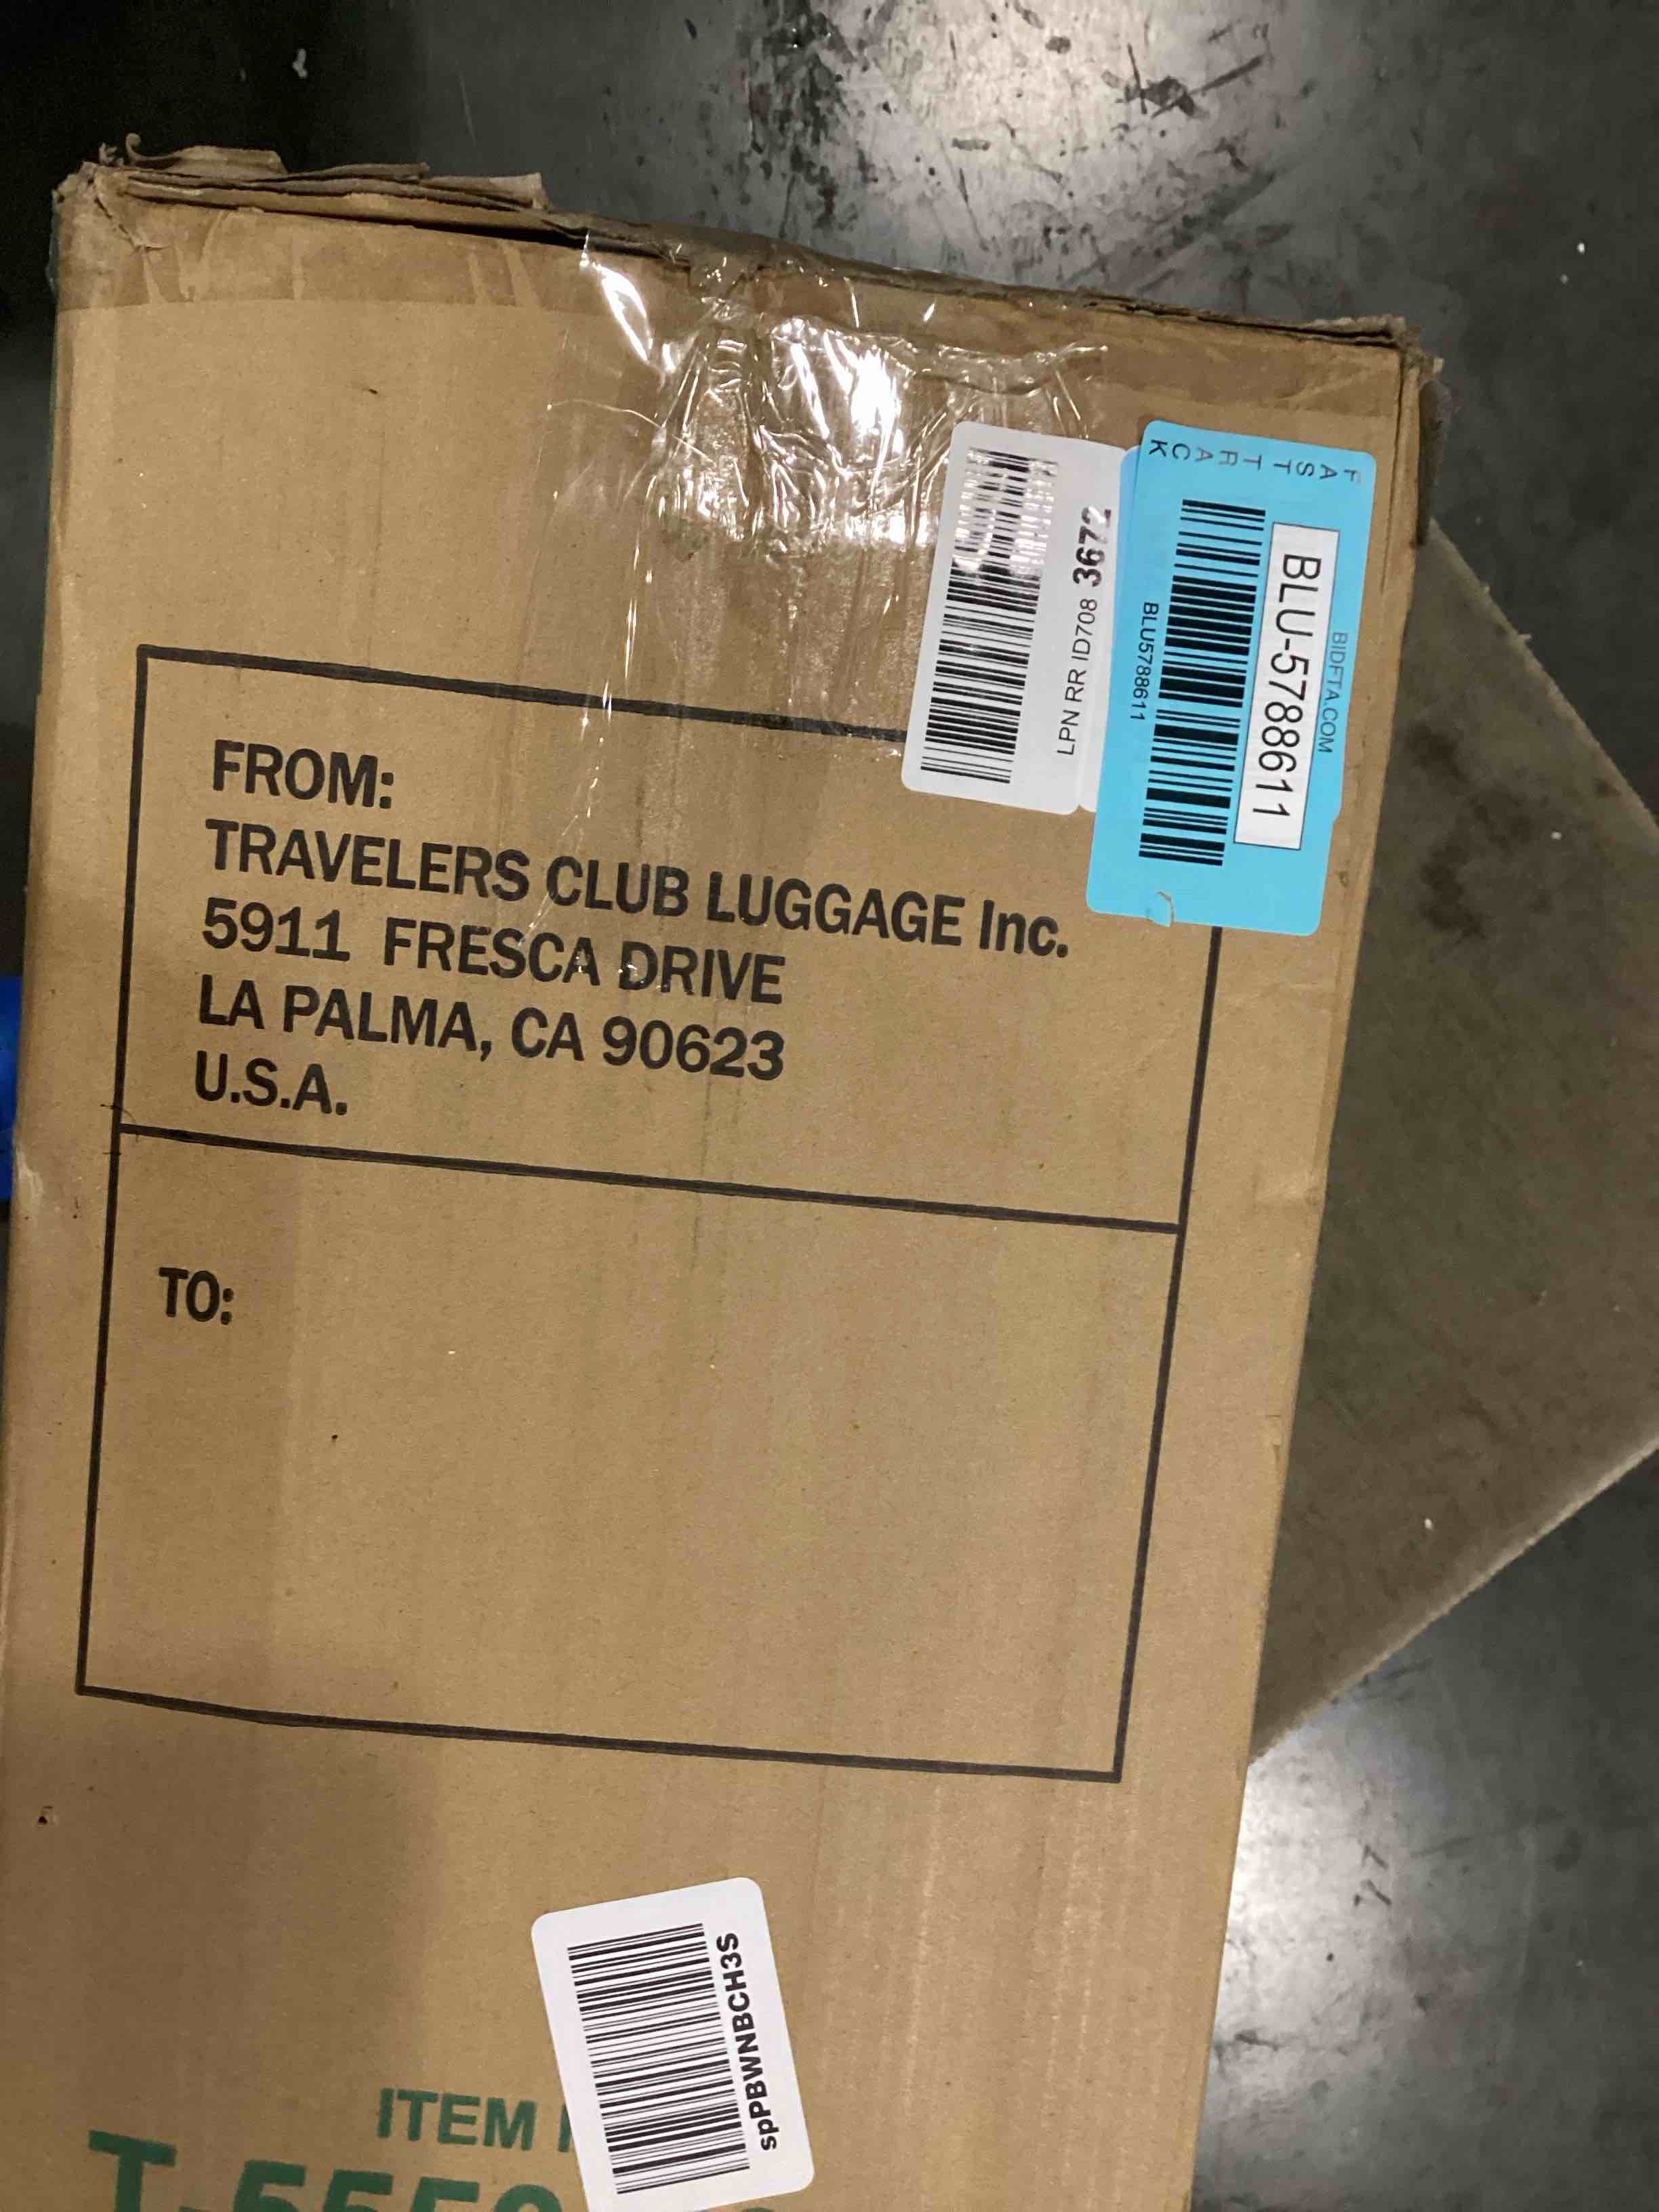 FAST TRACK
BIDFTA.COM
BLU-5788611
BLU5788611
LPN RR ID708 3672
FROM:
TRAVELERS CLUB LUGGAGE Inc.
5911 FRESCA DRIVE
LA PALMA, CA 90623
U.S.A.
TO:
spPBWNBCH3S
ITEM